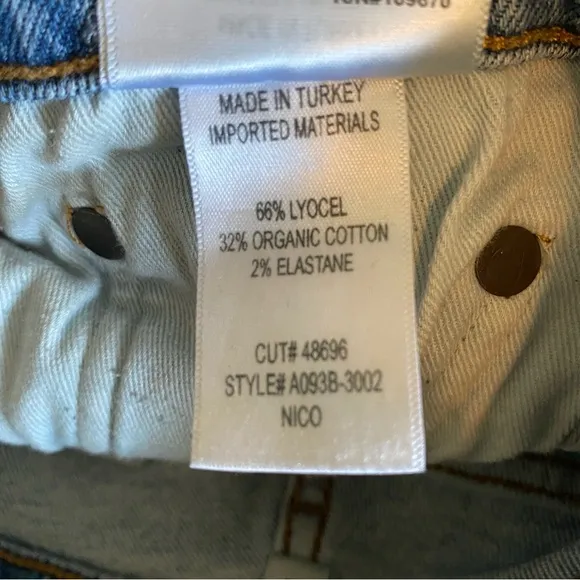 MADE IN TURKEY
IMPORTED MATERIALS
66% LYOCEL
32% ORGANIC COTTON
2% ELASTANE
CUT# 48696
STYLE# A093B-3002
NICO